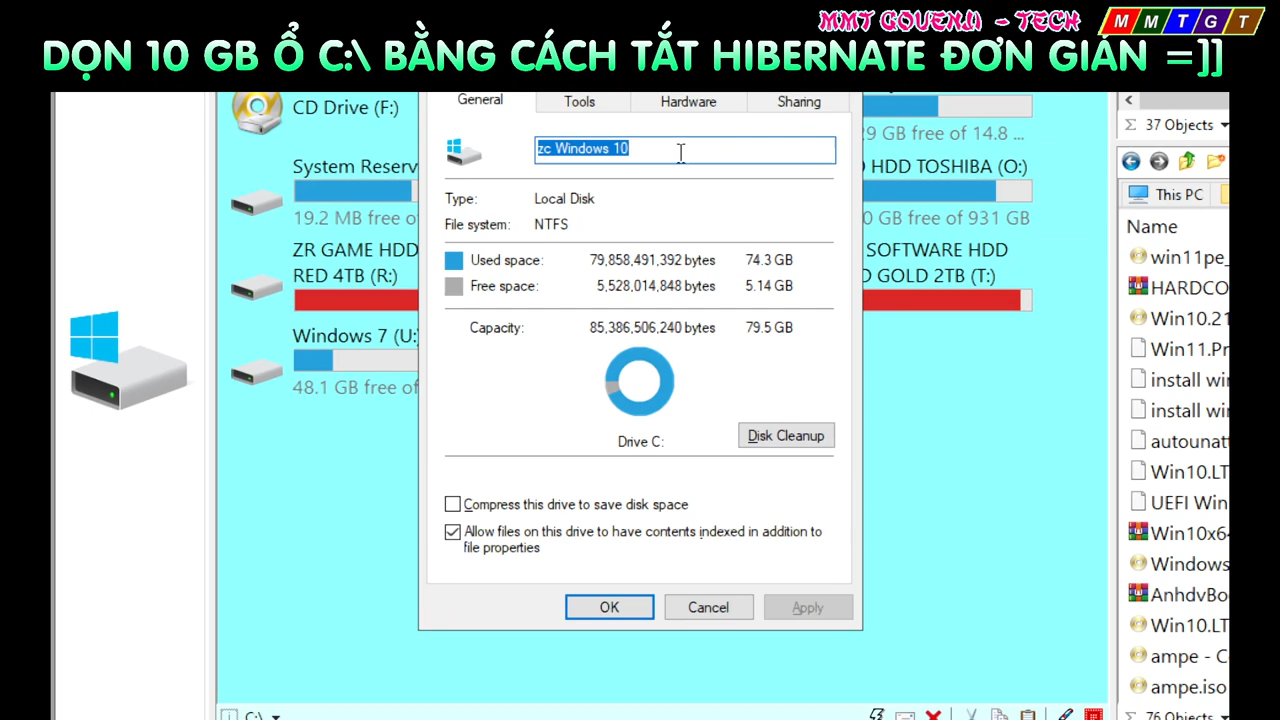 MMT GOUENJI - TECH
MMTGT
DỌN 10 GB Ổ C:\ BẰNG CÁCH TẮT HIBERNATE ĐƠN GIẢN =]]
General
Tools
Hardware
Sharing
CD Drive (F:)
zc Windows 10
29 GB free of 14.8 ...
37 Objects
System Reserv
HDD TOSHIBA (O:)
19.2 MB free of
0 GB free of 931 GB
Type: Local Disk
File system: NTFS
This PC
Name
ZR GAME HDD
RED 4TB (R:)
SOFTWARE HDD
GOLD 2TB (T:)
Used space: 79,858,491,392 bytes 74.3 GB
Free space: 5,528,014,848 bytes 5.14 GB
Capacity: 85,386,506,240 bytes 79.5 GB
Windows 7 (U:)
48.1 GB free of
Drive C:
Disk Cleanup
Compress this drive to save disk space
Allow files on this drive to have contents indexed in addition to
file properties
OK
Cancel
Apply
win11pe_
HARDCO
Win10.21
Win11.Pr
install win
install win
autounatt
Win10.LT
UEFI Win
Win10x64
Windows
AnhdvBo
Win10.LT
ampe - C
ampe.iso
C:\
76 Objects